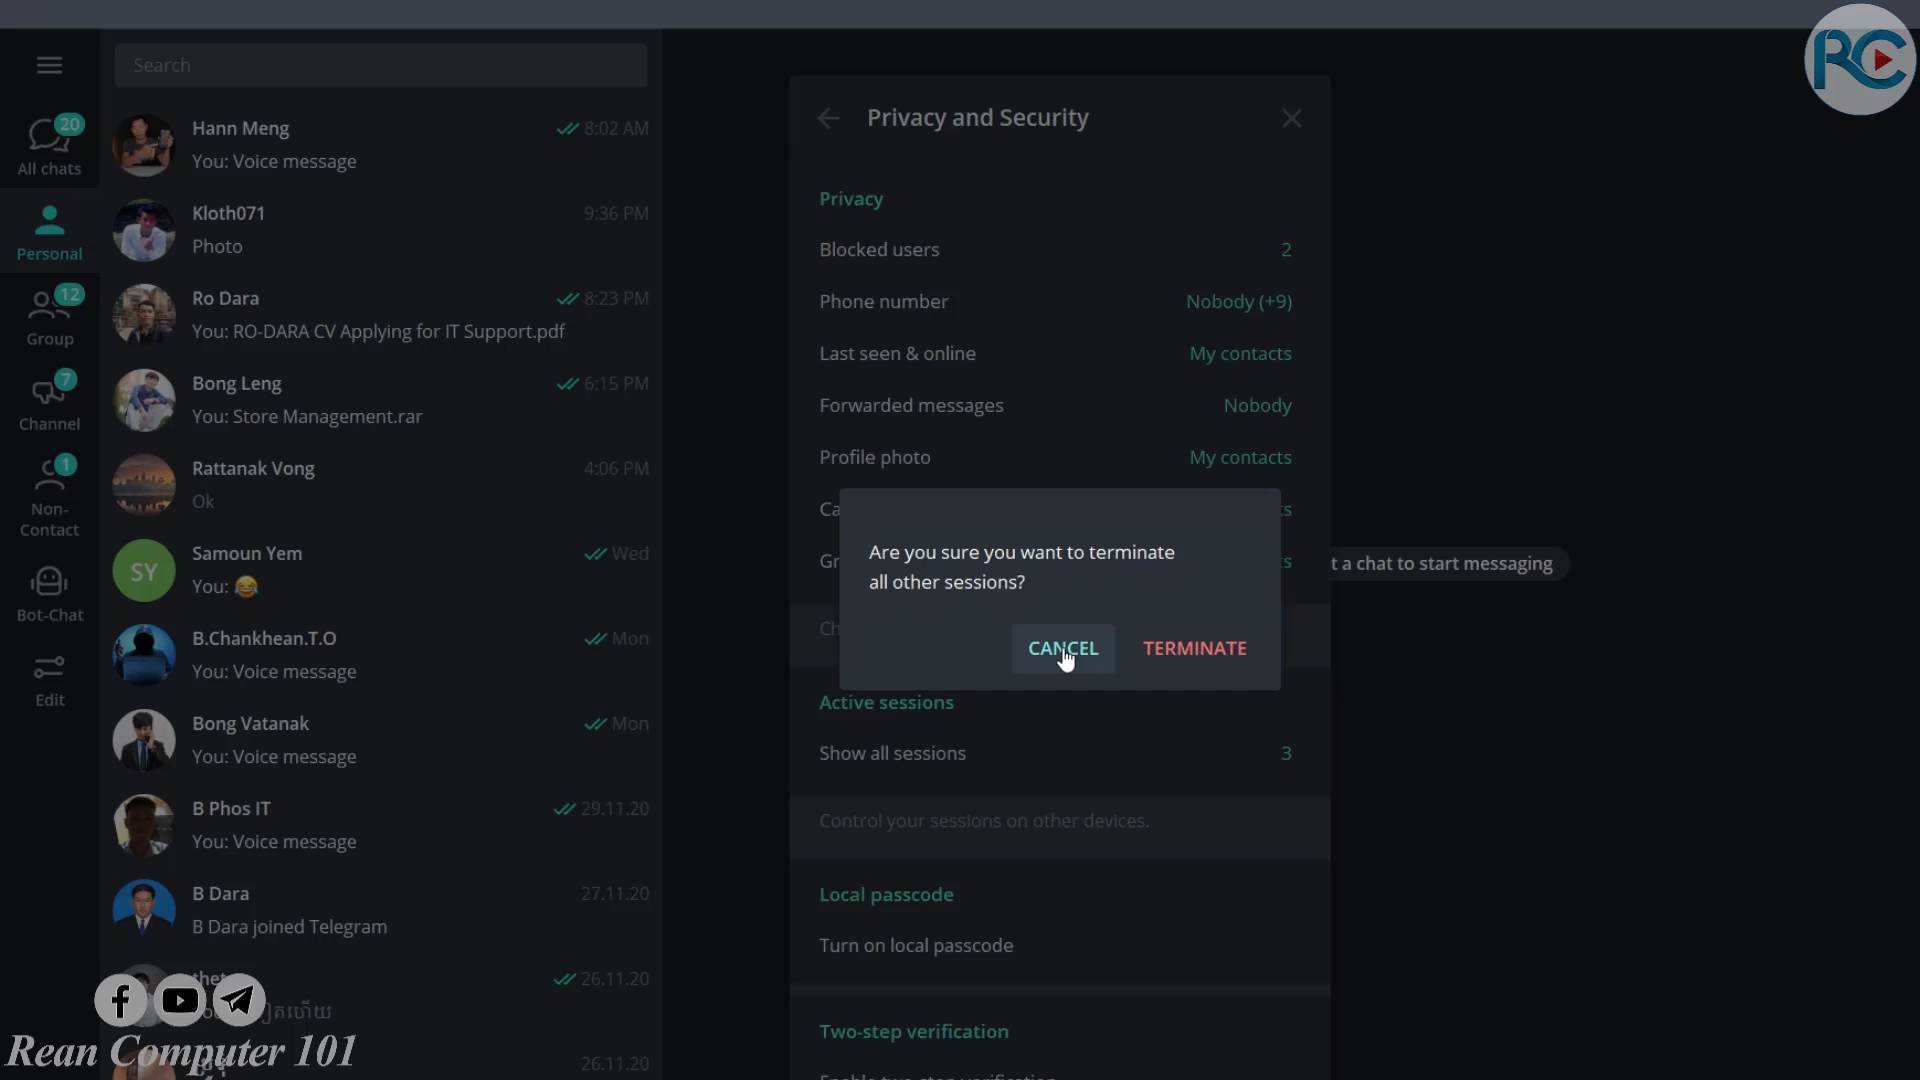 RC
Search
20
All chats
Personal
12
Group
7
Channel
1
Non-
Contact
Bot-Chat
Edit
Hann Meng
8:02 AM
You: Voice message
Kloth071
9:36 PM
Photo
Ro Dara
8:23 PM
You: RO-DARA CV Applying for IT Support.pdf
Bong Leng
6:15 PM
You: Store Management.rar
Rattanak Vong
4:06 PM
Ok
SY
Samoun Yem
Wed
You: 😂
B.Chankhean.T.O
Mon
You: Voice message
Bong Vatanak
Mon
You: Voice message
B Phos IT
29.11.20
You: Voice message
B Dara
27.11.20
B Dara joined Telegram
26.11.20
26.11.20
Rean Computer 101
Privacy and Security
Privacy
Blocked users 2
Phone number Nobody (+9)
Last seen & online My contacts
Forwarded messages Nobody
Profile photo My contacts
Are you sure you want to terminate
all other sessions?
CANCEL TERMINATE
t a chat to start messaging
Active sessions
Show all sessions 3
Control your sessions on other devices.
Local passcode
Turn on local passcode
Two-step verification